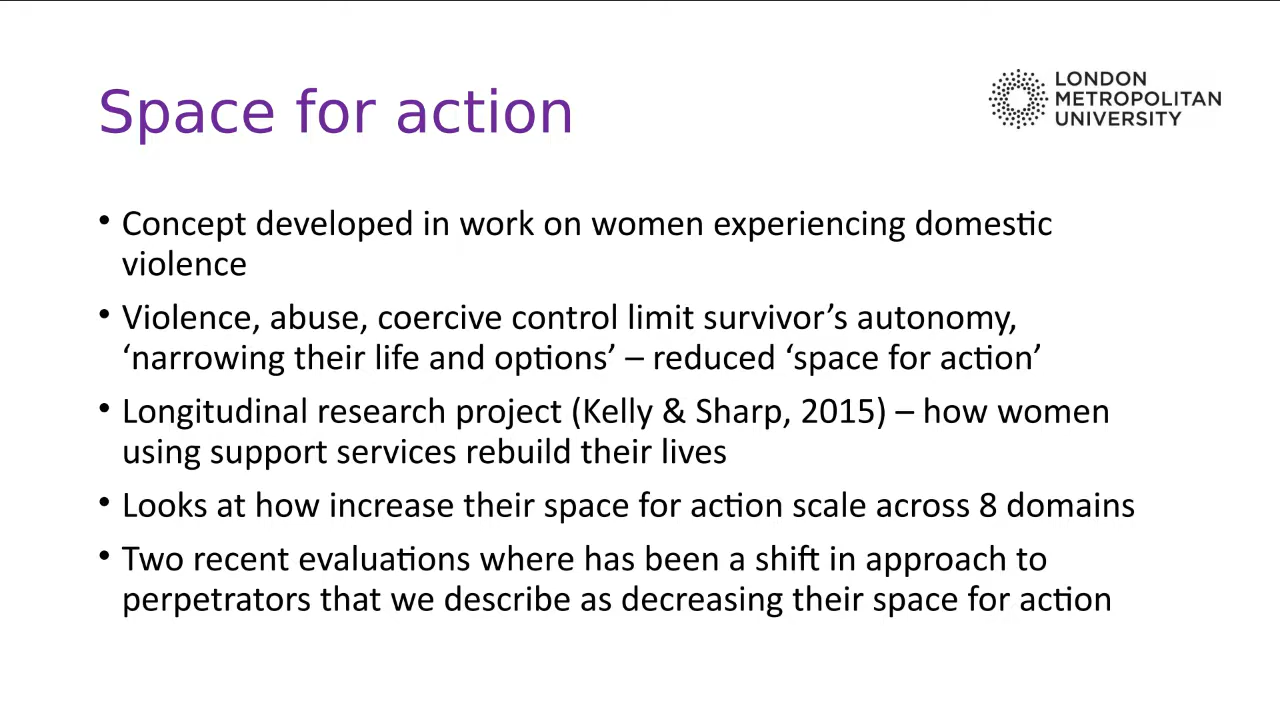 Space for action
LONDON
METROPOLITAN
UNIVERSITY
• Concept developed in work on women experiencing domestic
violence
• Violence, abuse, coercive control limit survivor’s autonomy,
‘narrowing their life and options’ – reduced ‘space for action’
• Longitudinal research project (Kelly & Sharp, 2015) – how women
using support services rebuild their lives
• Looks at how increase their space for action scale across 8 domains
• Two recent evaluations where has been a shift in approach to
perpetrators that we describe as decreasing their space for action